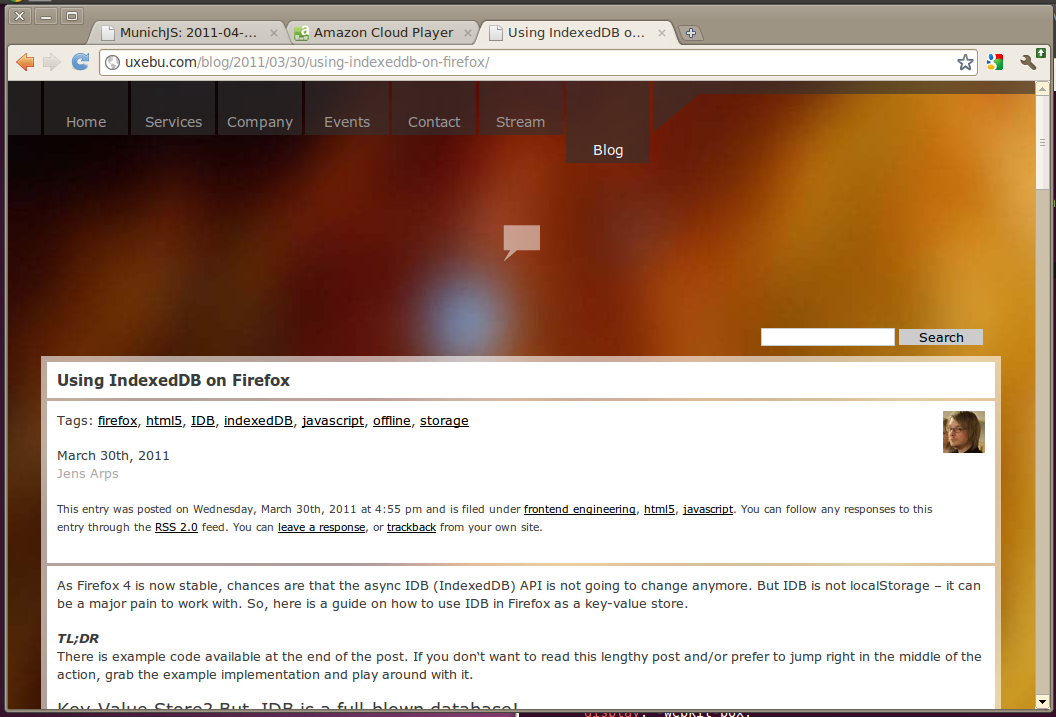 MunichJS: 2011-04-...
Amazon Cloud Player
Using IndexedDB o...
uxebu.com/blog/2011/03/30/using-indexeddb-on-firefox/
Home
Services
Company
Events
Contact
Stream
Blog
Search
Using IndexedDB on Firefox
Tags: firefox, html5, IDB, indexedDB, javascript, offline, storage
March 30th, 2011
Jens Arps
This entry was posted on Wednesday, March 30th, 2011 at 4:55 pm and is filed under frontend engineering, html5, javascript. You can follow any responses to this
entry through the RSS 2.0 feed. You can leave a response, or trackback from your own site.
As Firefox 4 is now stable, chances are that the async IDB (IndexedDB) API is not going to change anymore. But IDB is not localStorage – it can
be a major pain to work with. So, here is a guide on how to use IDB in Firefox as a key-value store.
TL;DR
There is example code available at the end of the post. If you don't want to read this lengthy post and/or prefer to jump right in the middle of the
action, grab the example implementation and play around with it.
Key-Value Store? But, IDB is a full-blown database!
display: -webkit-box;